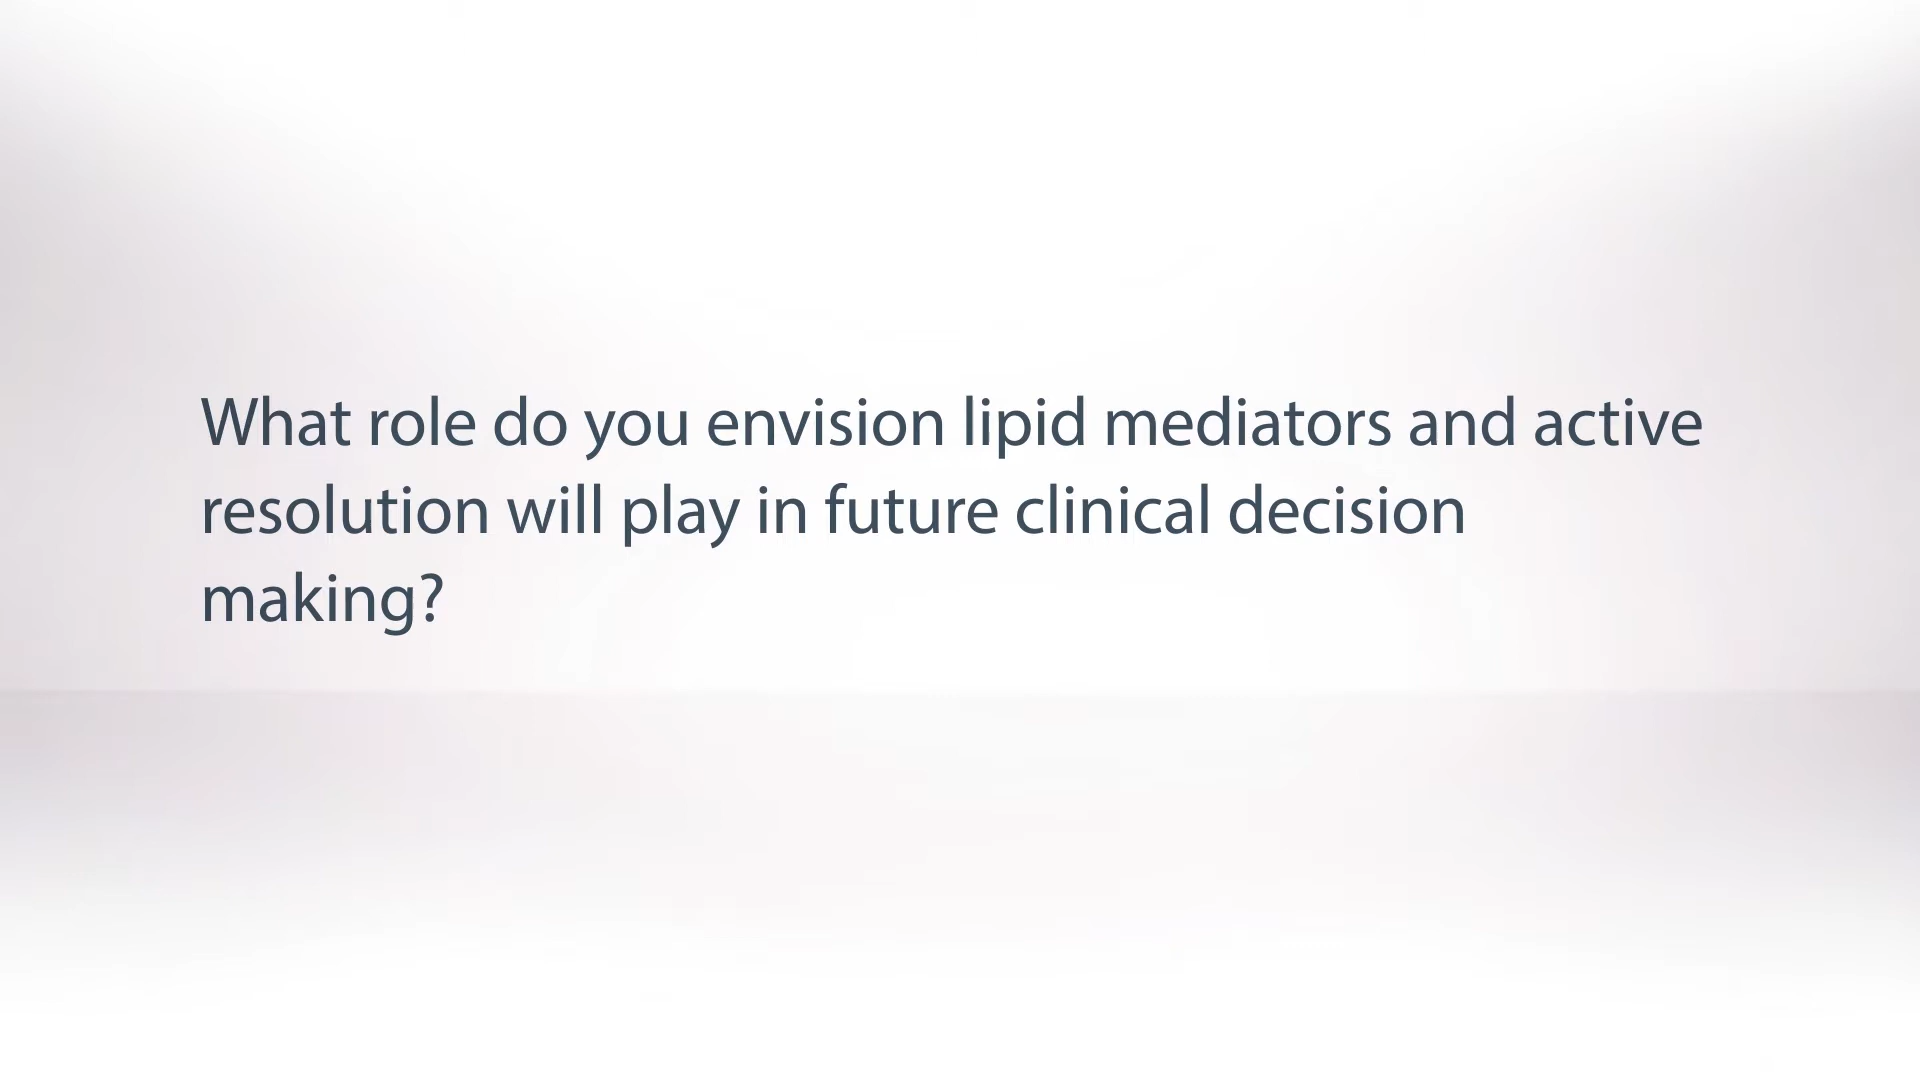 What role do you envision lipid mediators and active
resolution will play in future clinical decision
making?